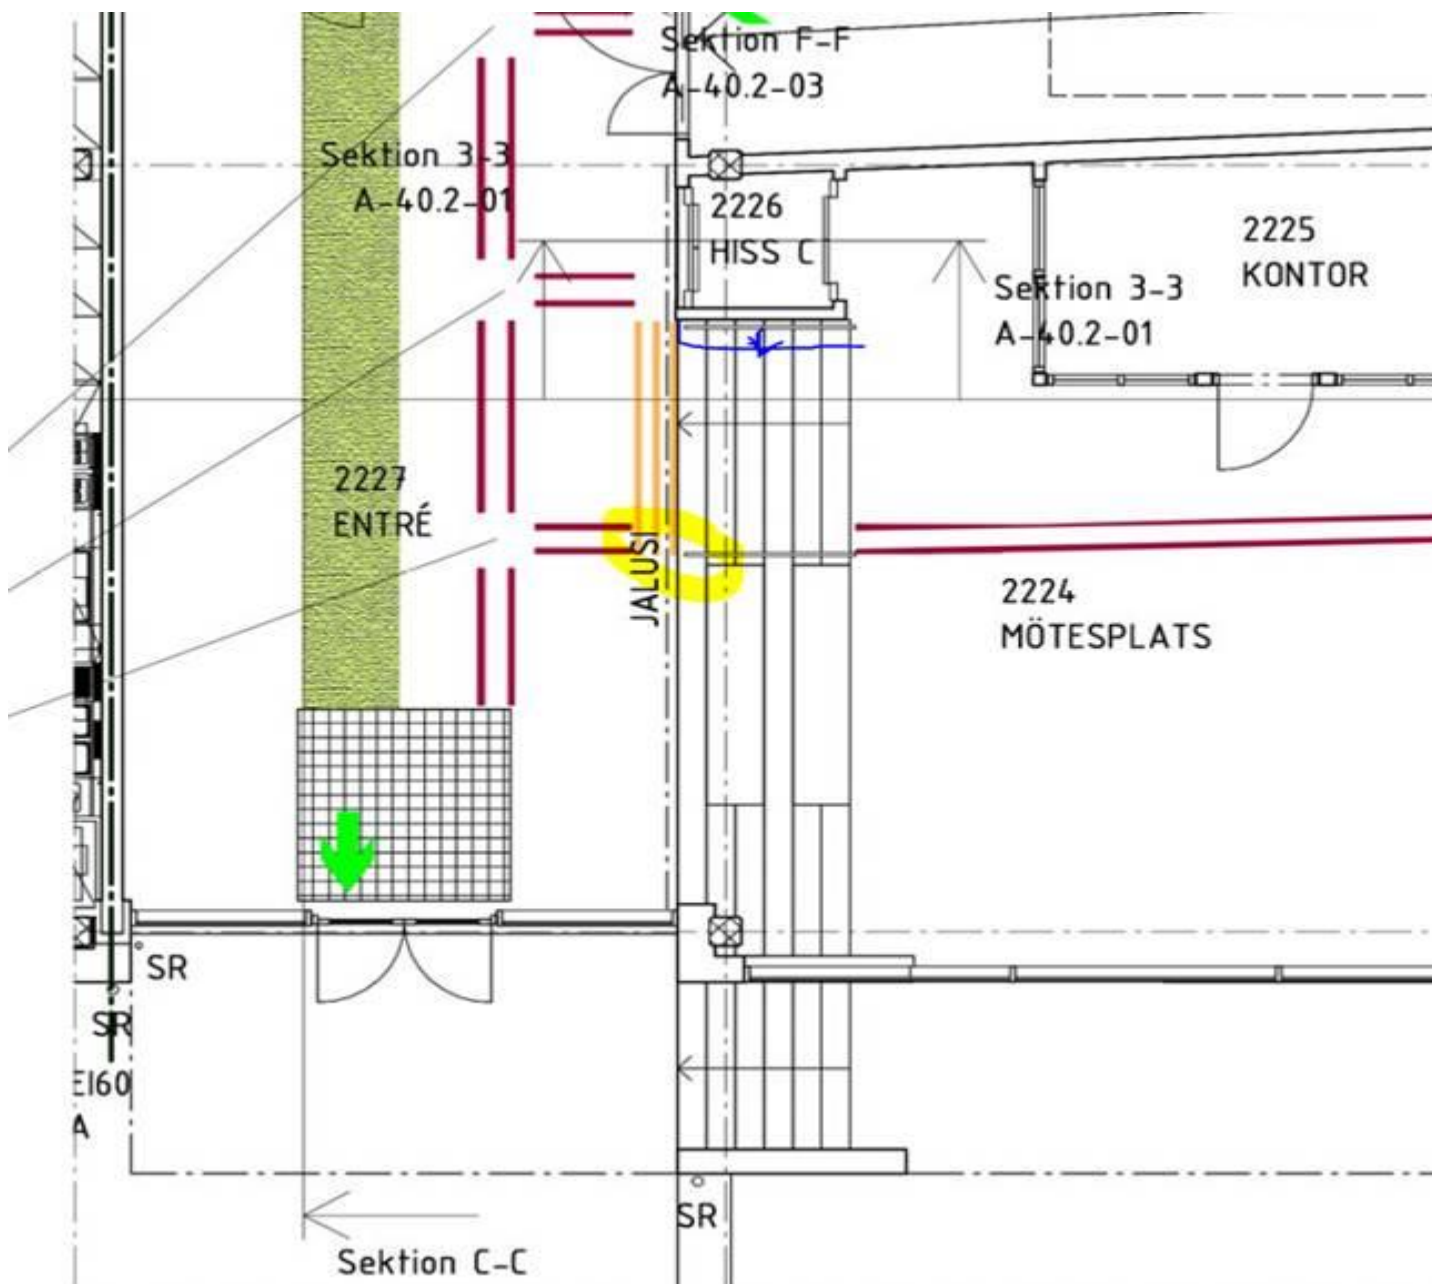 Sektion F-F
A-40.2-03
Sektion 3-3
A-40.2-01
2226
HISS C
2225
KONTOR
Sektion 3-3
A-40.2-01
2227
ENTRÉ
JALUSI
2224
MÖTESPLATS
SR
SR
EI60
A
SR
Sektion C-C